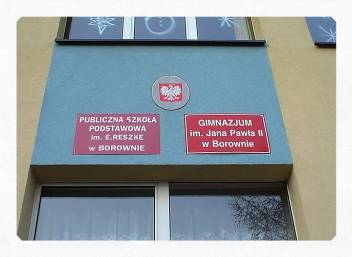 PUBLICZNA SZKOŁA
PODSTAWOWA
im. E.RESZKE
w BOROWNIE
GIMNAZJUM
im. Jana Pawła II
w Borownie